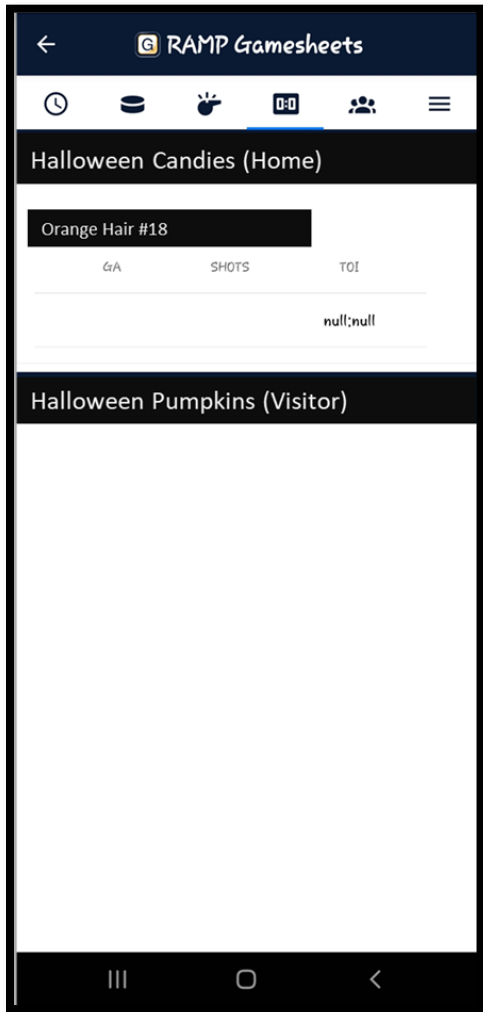 G RAMP Gamesheets
0:0
Halloween Candies (Home)
Orange Hair #18
GA SHOTS TOI
null:null
Halloween Pumpkins (Visitor)